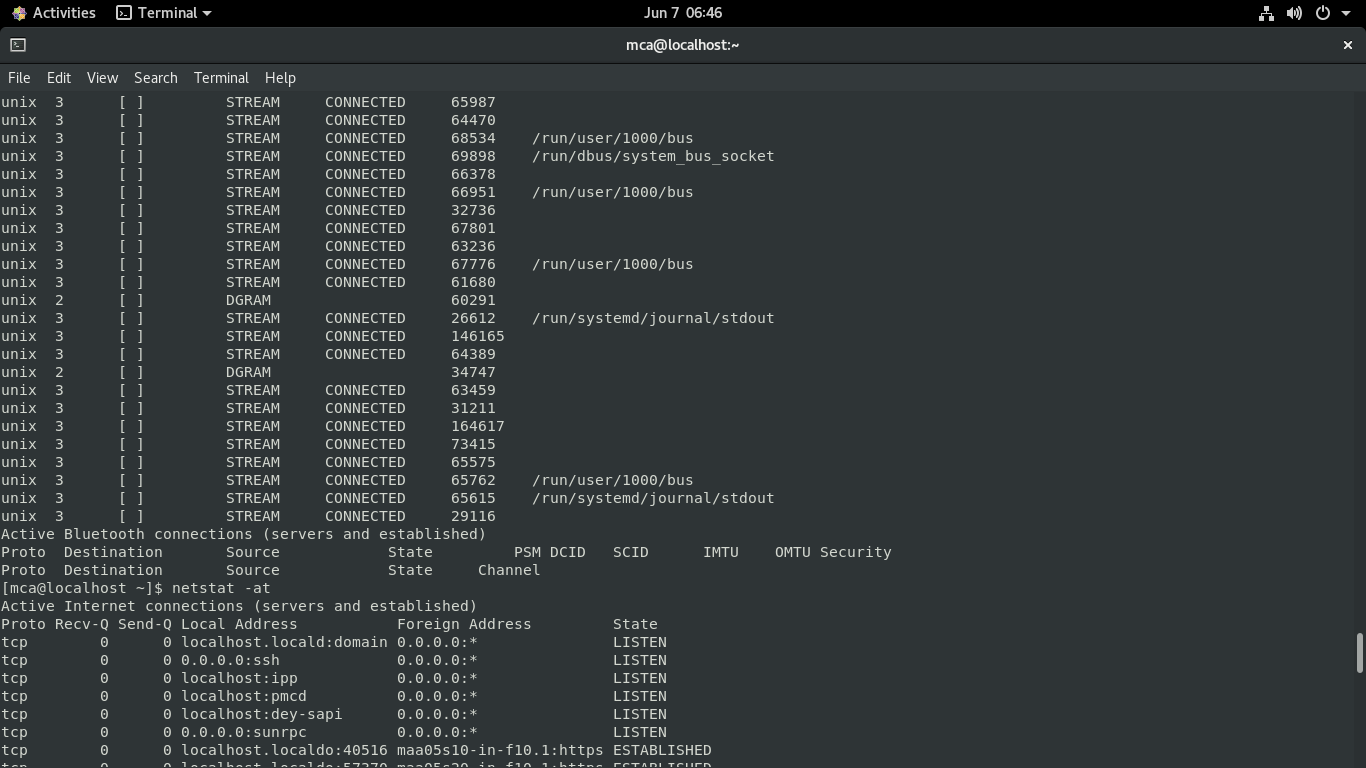 Activities Terminal Jun 7 06:46
mca@localhost:~
File Edit View Search Terminal Help
unix  3      [ ]         STREAM     CONNECTED     65987
unix  3      [ ]         STREAM     CONNECTED     64470
unix  3      [ ]         STREAM     CONNECTED     68534    /run/user/1000/bus
unix  3      [ ]         STREAM     CONNECTED     69898    /run/dbus/system_bus_socket
unix  3      [ ]         STREAM     CONNECTED     66378
unix  3      [ ]         STREAM     CONNECTED     66951    /run/user/1000/bus
unix  3      [ ]         STREAM     CONNECTED     32736
unix  3      [ ]         STREAM     CONNECTED     67801
unix  3      [ ]         STREAM     CONNECTED     63236
unix  3      [ ]         STREAM     CONNECTED     67776    /run/user/1000/bus
unix  3      [ ]         STREAM     CONNECTED     61680
unix  2      [ ]         DGRAM                    60291
unix  3      [ ]         STREAM     CONNECTED     26612    /run/systemd/journal/stdout
unix  3      [ ]         STREAM     CONNECTED     146165
unix  3      [ ]         STREAM     CONNECTED     64389
unix  2      [ ]         DGRAM                    34747
unix  3      [ ]         STREAM     CONNECTED     63459
unix  3      [ ]         STREAM     CONNECTED     31211
unix  3      [ ]         STREAM     CONNECTED     164617
unix  3      [ ]         STREAM     CONNECTED     73415
unix  3      [ ]         STREAM     CONNECTED     65575
unix  3      [ ]         STREAM     CONNECTED     65762    /run/user/1000/bus
unix  3      [ ]         STREAM     CONNECTED     65615    /run/systemd/journal/stdout
unix  3      [ ]         STREAM     CONNECTED     29116
Active Bluetooth connections (servers and established)
Proto  Destination       Source            State         PSM DCID   SCID      IMTU    OMTU Security
Proto  Destination       Source            State     Channel
[mca@localhost ~]$ netstat -at
Active Internet connections (servers and established)
Proto Recv-Q Send-Q Local Address           Foreign Address         State
tcp        0      0 localhost.locald:domain 0.0.0.0:*               LISTEN
tcp        0      0 0.0.0.0:ssh             0.0.0.0:*               LISTEN
tcp        0      0 localhost:ipp           0.0.0.0:*               LISTEN
tcp        0      0 localhost:pmcd          0.0.0.0:*               LISTEN
tcp        0      0 localhost:dey-sapi      0.0.0.0:*               LISTEN
tcp        0      0 0.0.0.0:sunrpc          0.0.0.0:*               LISTEN
tcp        0      0 localhost.localdo:40516 maa05s10-in-f10.1:https ESTABLISHED